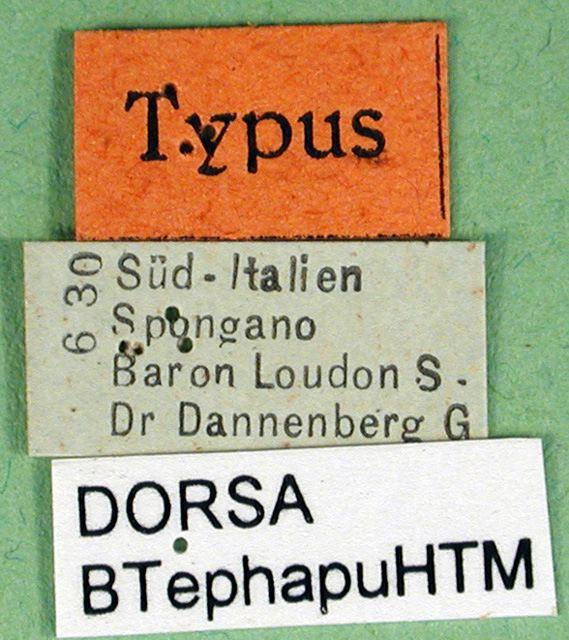 Typus
6 30
Süd-Italien
Spongano
Baron Loudon S.
Dr Dannenberg G
DORSA
BTephapuHTM